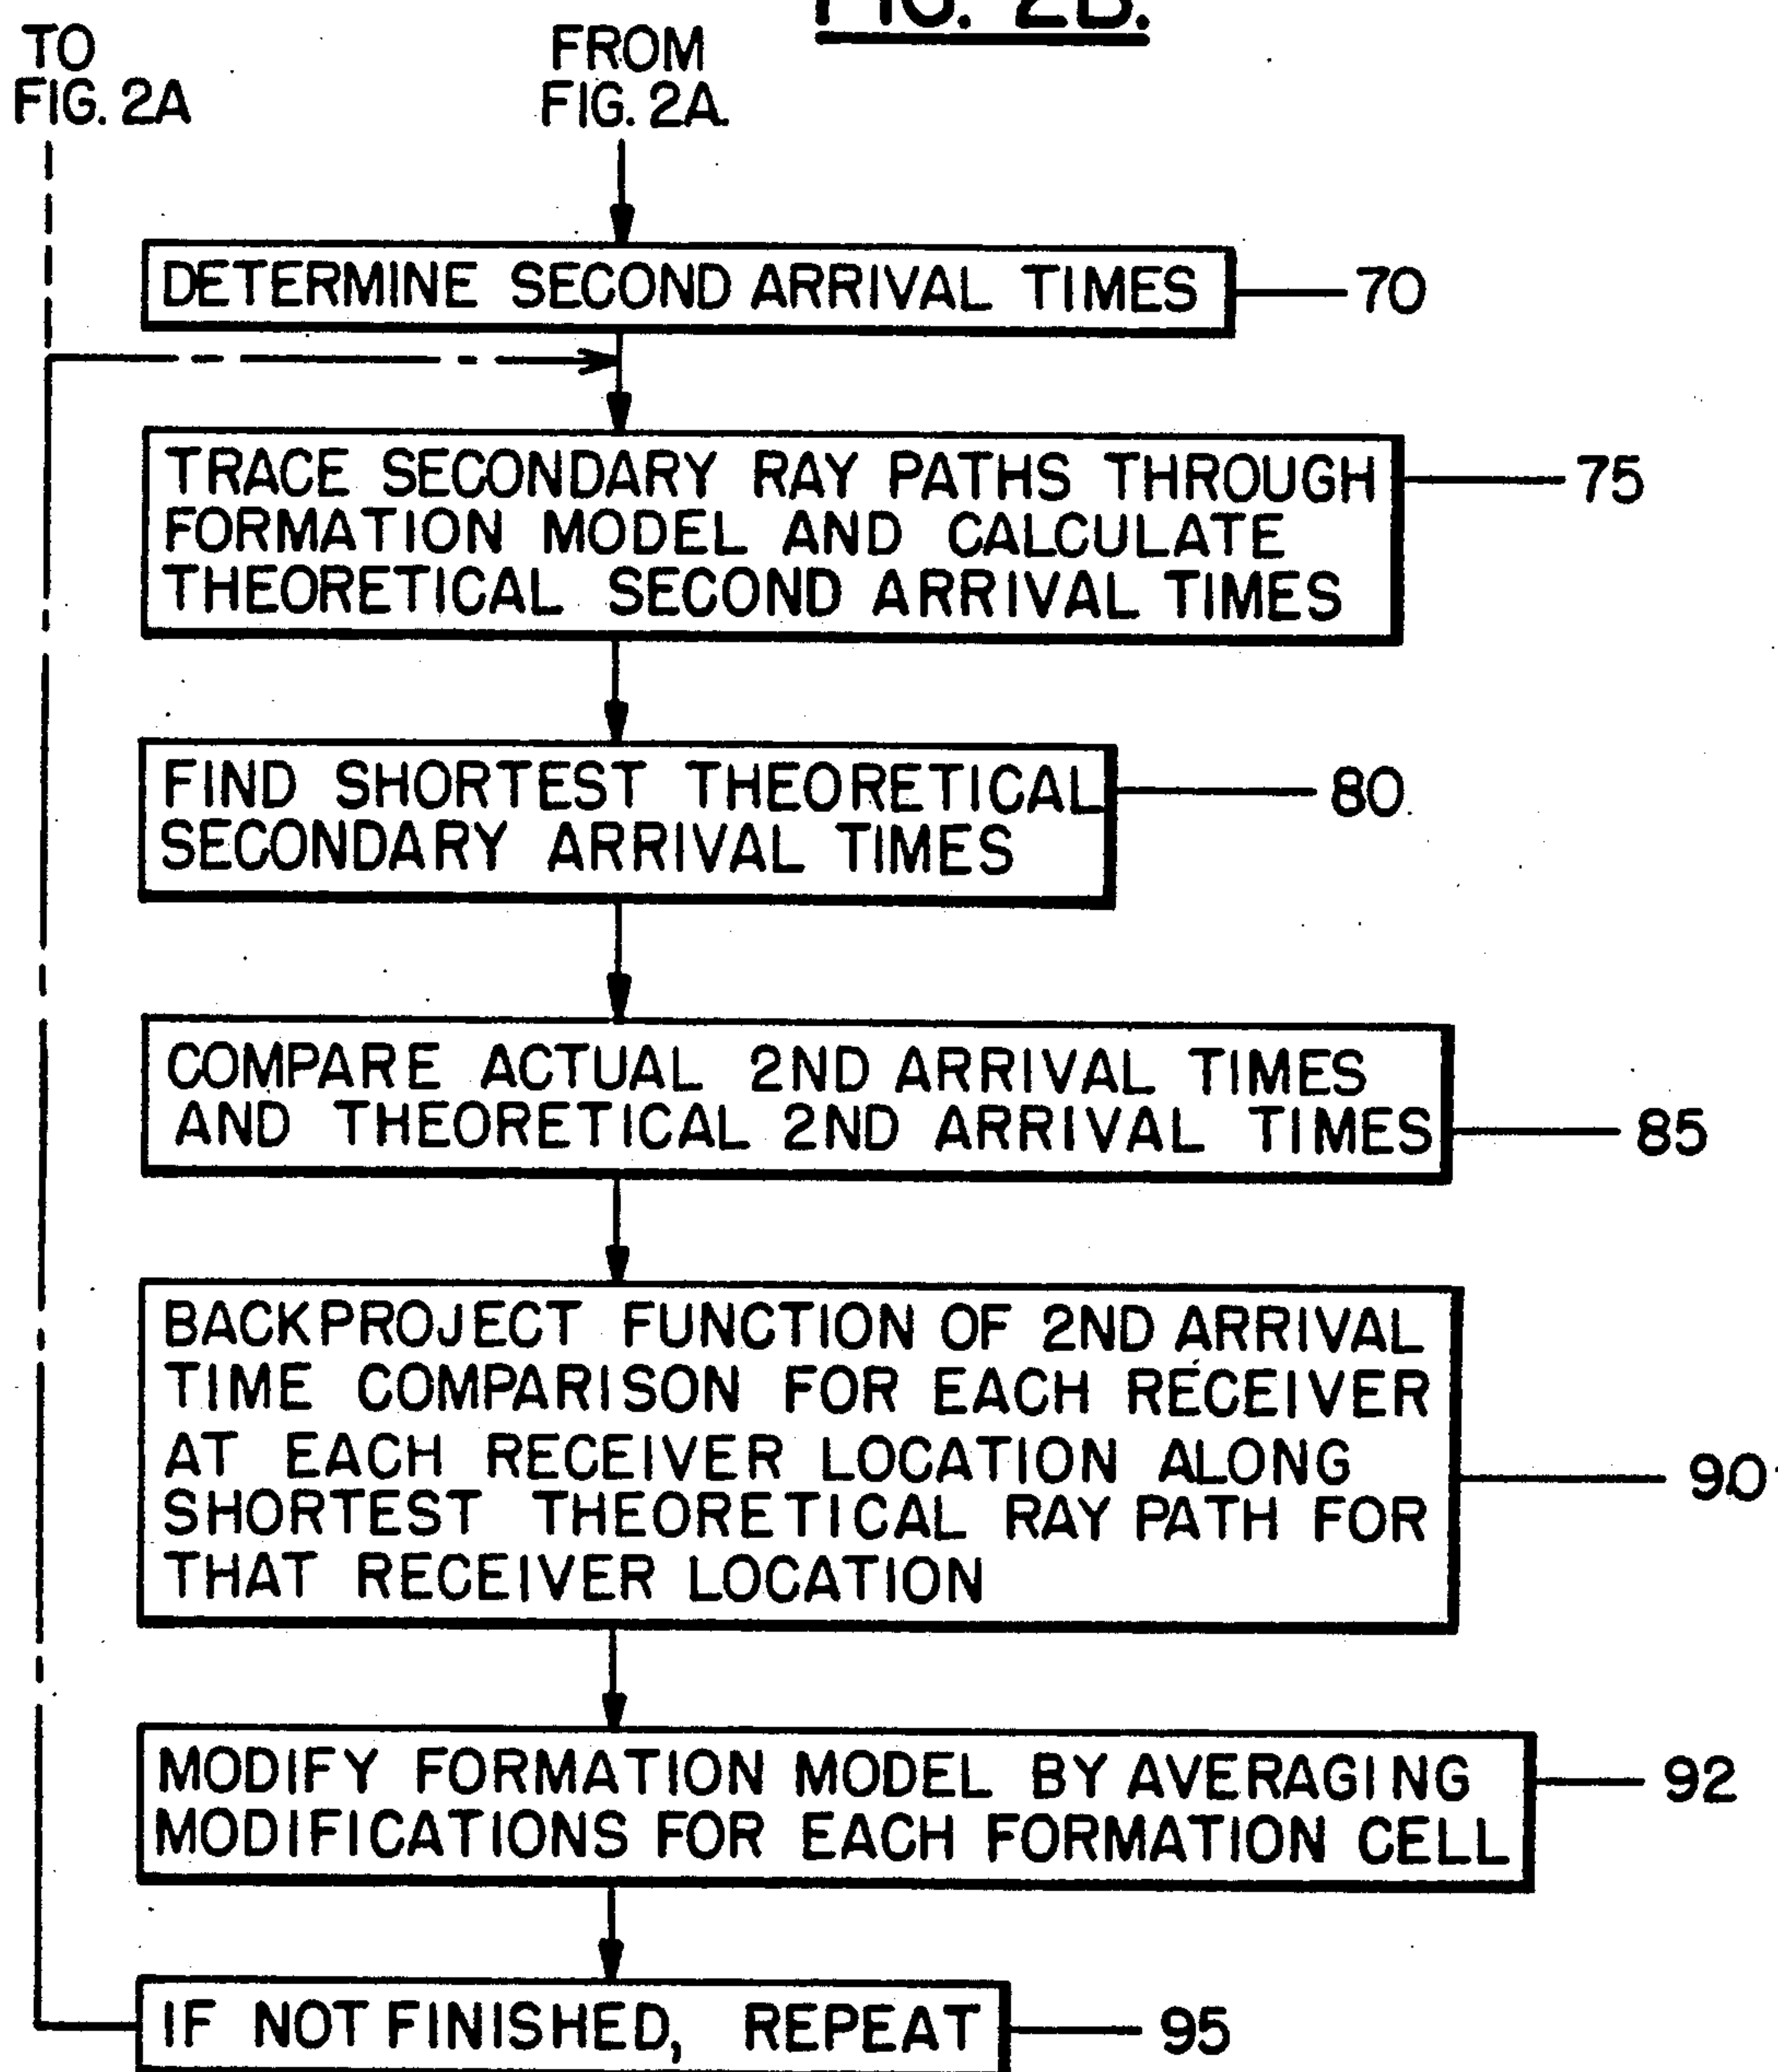 FIG. 2B.
TO
FIG. 2A
FROM
FIG. 2A
DETERMINE SECOND ARRIVAL TIMES
70
TRACE SECONDARY RAY PATHS THROUGH
FORMATION MODEL AND CALCULATE
THEORETICAL SECOND ARRIVAL TIMES
75
FIND SHORTEST THEORETICAL
SECONDARY ARRIVAL TIMES
80
COMPARE ACTUAL 2ND ARRIVAL TIMES
AND THEORETICAL 2ND ARRIVAL TIMES
85
BACKPROJECT FUNCTION OF 2ND ARRIVAL
TIME COMPARISON FOR EACH RECEIVER
AT EACH RECEIVER LOCATION ALONG
SHORTEST THEORETICAL RAY PATH FOR
THAT RECEIVER LOCATION
90
MODIFY FORMATION MODEL BY AVERAGING
MODIFICATIONS FOR EACH FORMATION CELL
92
IF NOT FINISHED, REPEAT
95